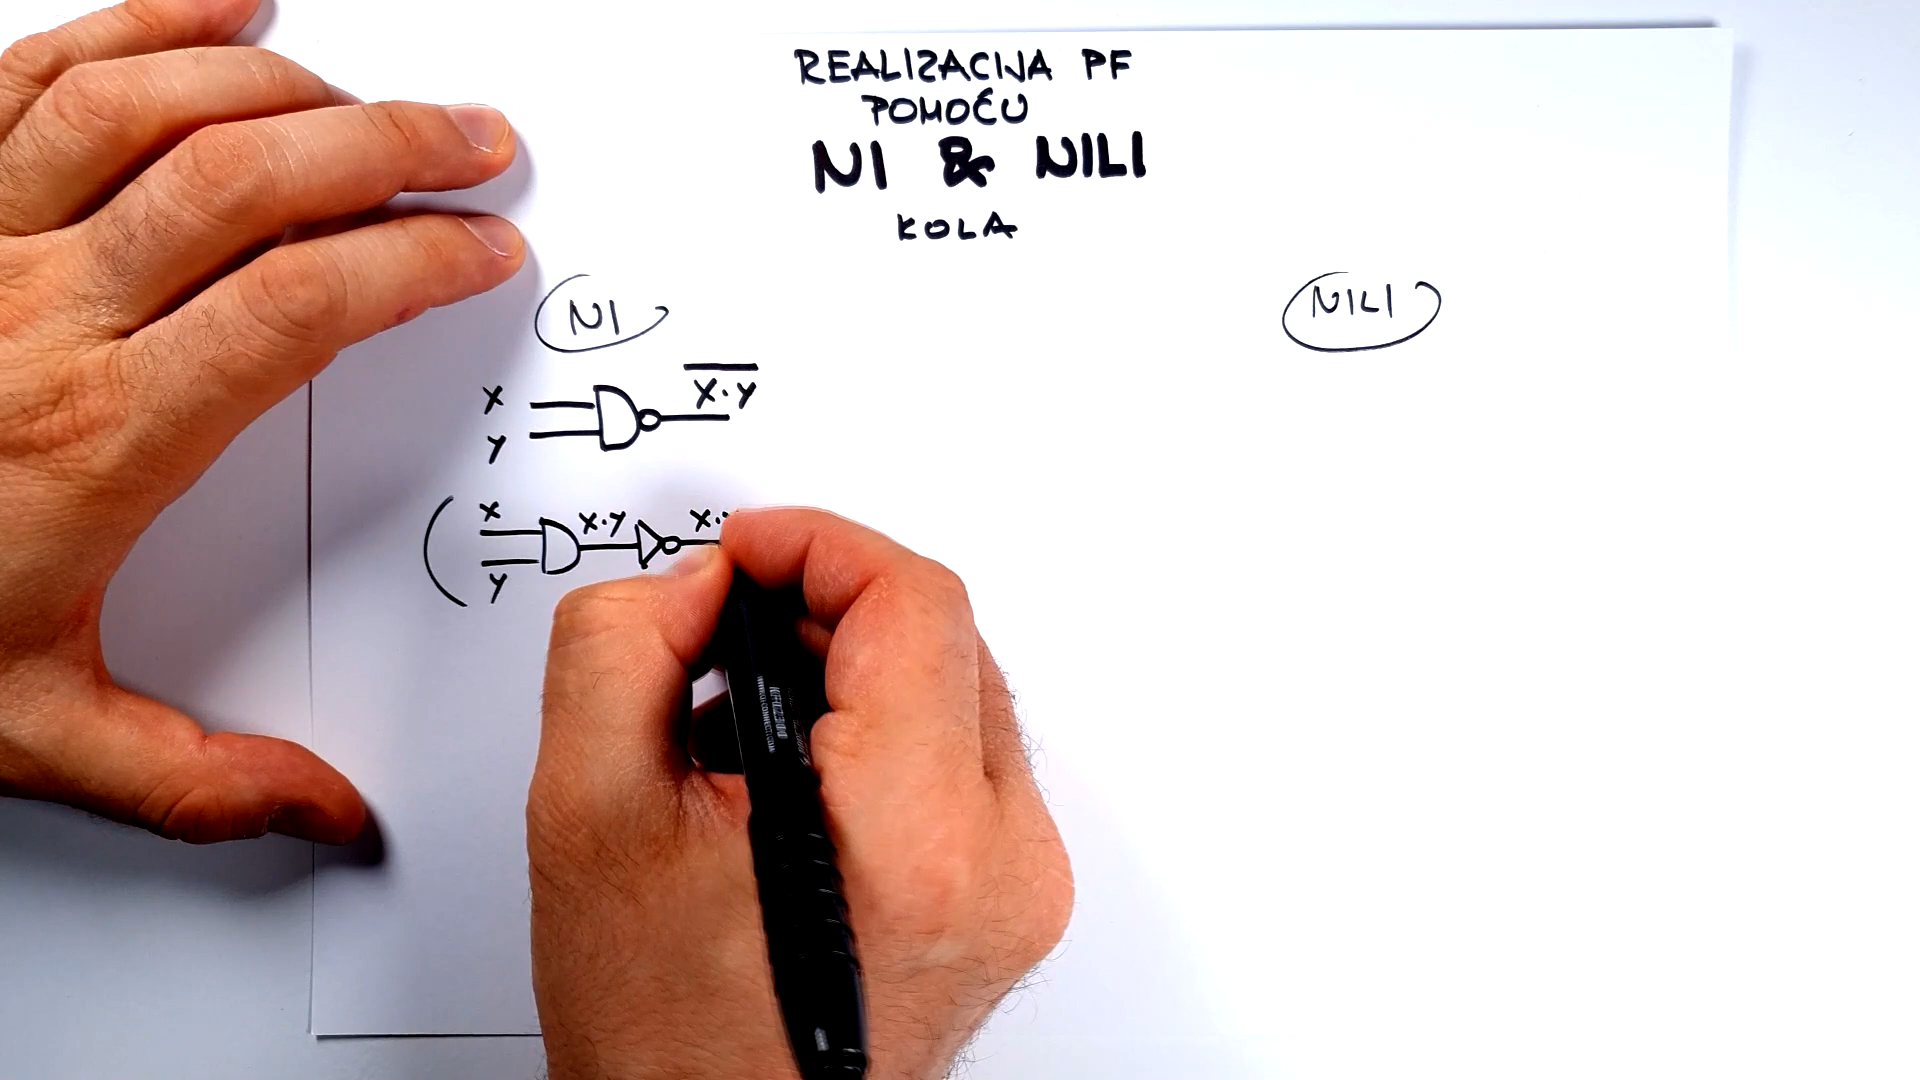 REALIZACIJA PF
POMOĆU
NI & NILI
KOLA
NI
NILI
X
Y
X·Y
X
Y
X·Y
X·